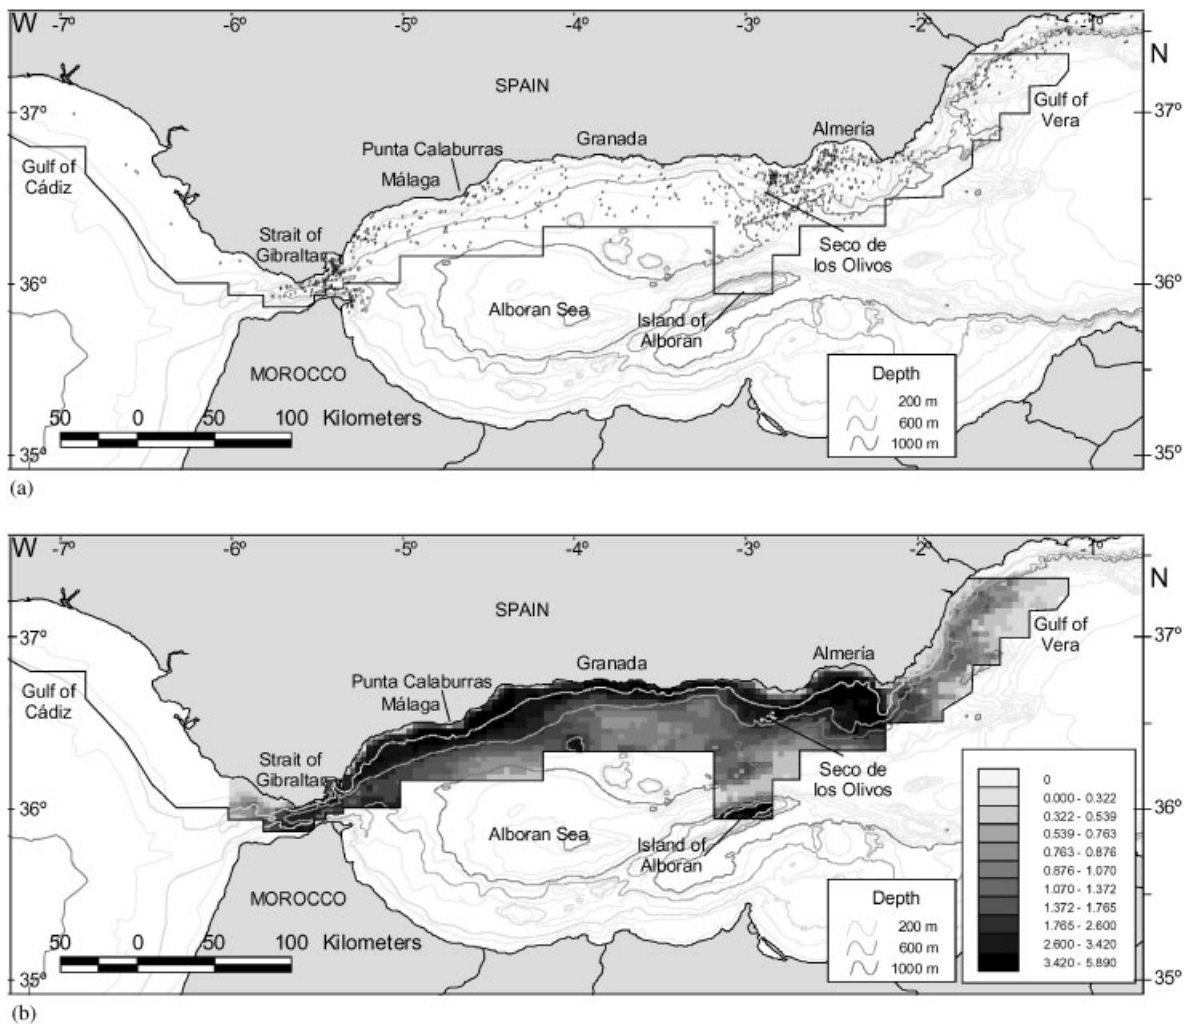 W -7º -6º -5º -4º -3º -2º -1º
N
SPAIN
37º 37º
Gulf of
Vera
Almería
Granada
Punta Calaburras
Málaga
Gulf of
Cádiz
Strait of
Gibraltar
Seco de
los Olivos
36º 36º
Alboran Sea
Island of
Alboran
MOROCCO
Depth
200 m
600 m
1000 m
50 0 50 100 Kilometers
35º 35º
(a)
W -7º -6º -5º -4º -3º -2º -1º
N
SPAIN
37º 37º
Gulf of
Vera
Almería
Granada
Punta Calaburras
Málaga
Gulf of
Cádiz
Strait of
Gibraltar
Seco de
los Olivos
36º 36º
Alboran Sea
Island of
Alboran
0
0.000 - 0.322
0.322 - 0.539
0.539 - 0.763
0.763 - 0.876
0.876 - 1.070
1.070 - 1.372
1.372 - 1.765
1.765 - 2.600
2.600 - 3.420
3.420 - 5.890
MOROCCO
Depth
200 m
600 m
1000 m
50 0 50 100 Kilometers
35º 35º
(b)